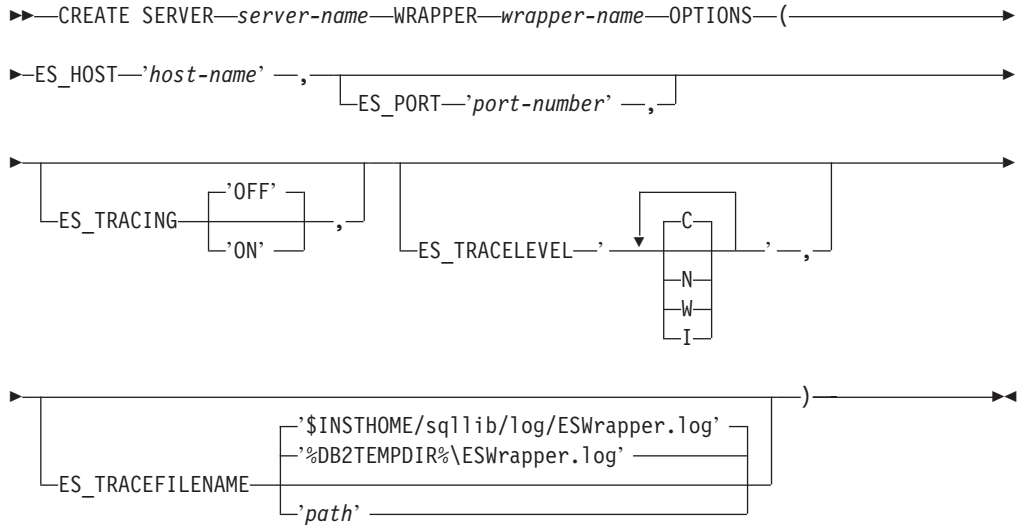 CREATE SERVER server-name WRAPPER wrapper-name OPTIONS (
ES_HOST ’host-name’ ,
ES_PORT ’port-number’ ,
’OFF’
ES_TRACING ,
’ON’
C
ES_TRACELEVEL ’ ’ ,
N
W
I
)
’$INSTHOME/sqllib/log/ESWrapper.log’
’%DB2TEMPDIR%\ESWrapper.log’
ES_TRACEFILENAME
’path’